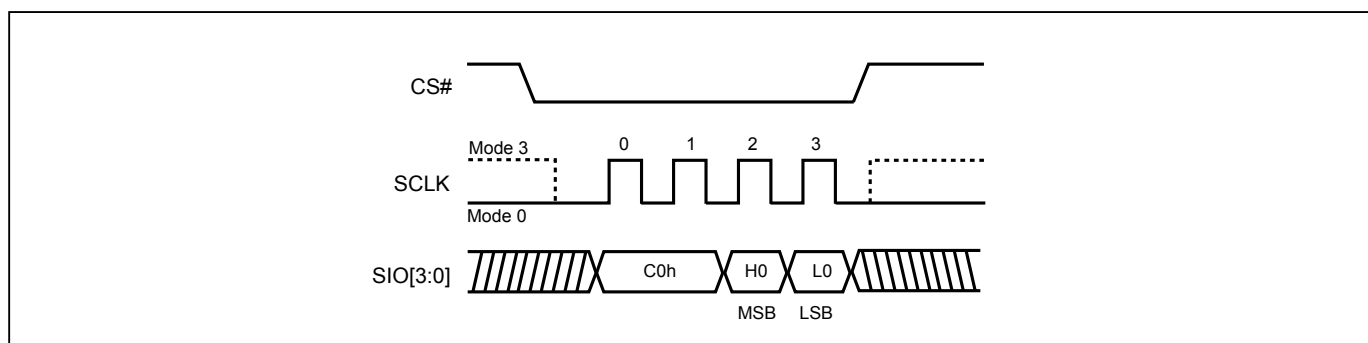 CS#
0 1 2 3
Mode 3
SCLK
Mode 0
SIO[3:0] C0h H0 L0
MSB LSB